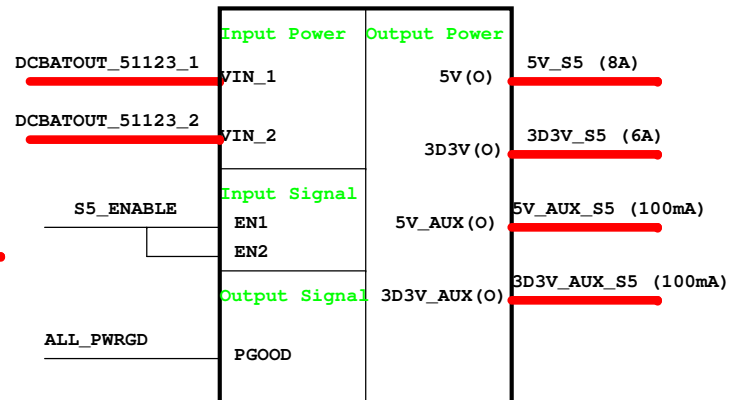 Input Power
Output Power
DCBATOUT_51123_1
VIN_1
5V(O)
5V_S5 (8A)
DCBATOUT_51123_2
VIN_2
3D3V(O)
3D3V_S5 (6A)
Input Signal
S5_ENABLE
EN1
5V_AUX(O)
5V_AUX_S5 (100mA)
EN2
Output Signal
3D3V_AUX(O)
3D3V_AUX_S5 (100mA)
ALL_PWRGD
PGOOD